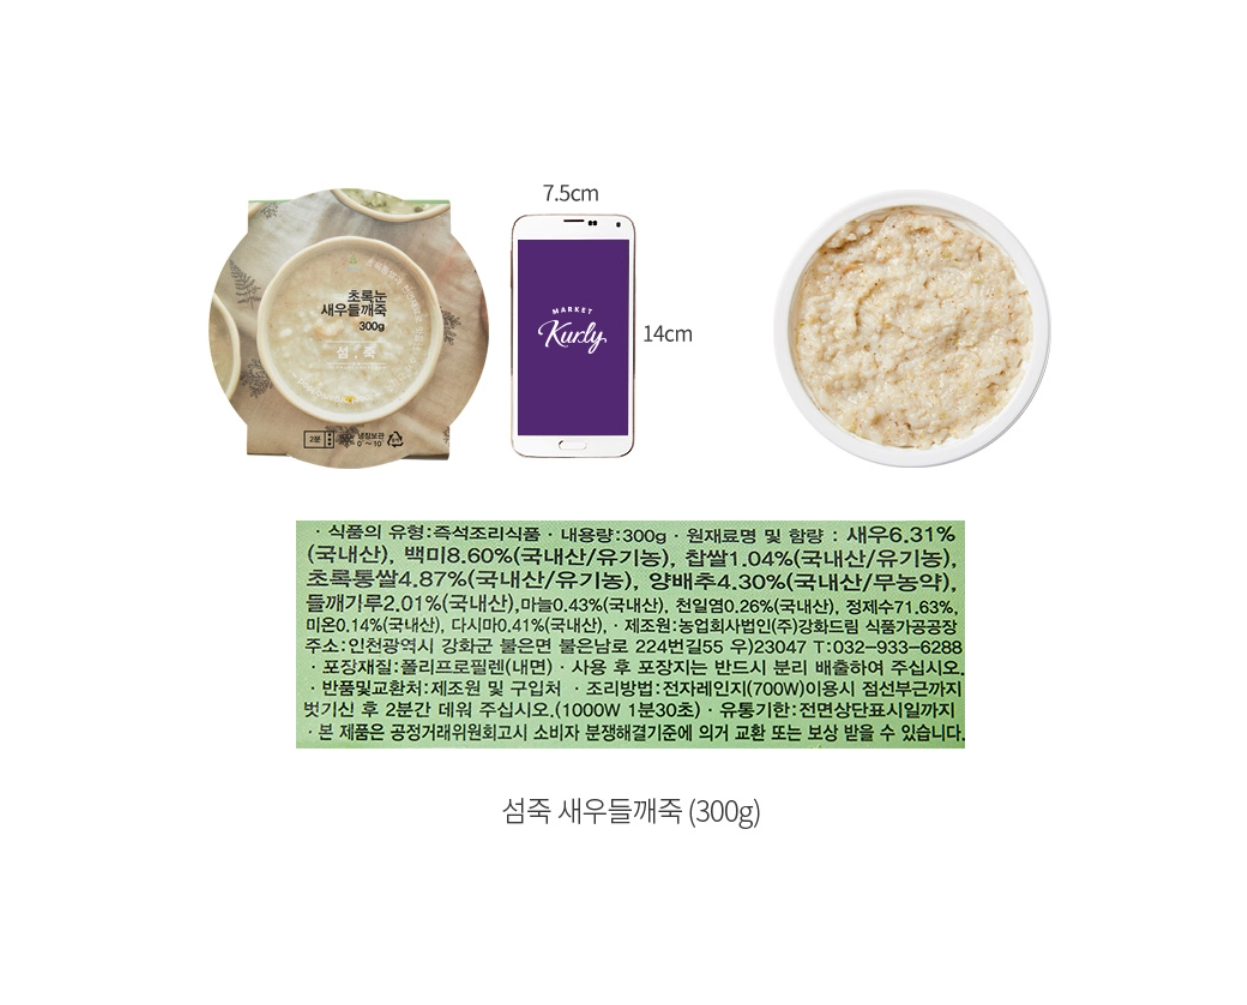 7.5cm
초록눈
새우들깨죽
300g
섬, 죽
2분
냉장보관
0~10
MARKET
Kurly
14cm
· 식품의 유형:즉석조리식품 · 내용량:300g · 원재료명 및 함량 : 새우6.31%
(국내산), 백미8.60%(국내산/유기농), 찹쌀1.04%(국내산/유기농),
초록통쌀4.87%(국내산/유기농), 양배추4.30%(국내산/무농약),
들깨기루2.01%(국내산),마늘0.43%(국내산), 천일염0.26%(국내산), 정제수71.63%,
미온0.14%(국내산), 다시마0.41%(국내산), · 제조원:농업회사법인(주)강화드림 식품가공공장
주소:인천광역시 강화군 불은면 불은남로 224번길55 우)23047 T:032-933-6288
· 포장재질:폴리프로필렌(내면) · 사용 후 포장지는 반드시 분리 배출하여 주십시오.
· 반품및교환처:제조원 및 구입처 · 조리방법:전자레인지(700W)이용시 점선부근까지
벗기신 후 2분간 데워 주십시오.(1000W 1분30초) · 유통기한:전면상단표시일까지
· 본 제품은 공정거래위원회고시 소비자 분쟁해결기준에 의거 교환 또는 보상 받을 수 있습니다.
섬죽 새우들깨죽 (300g)